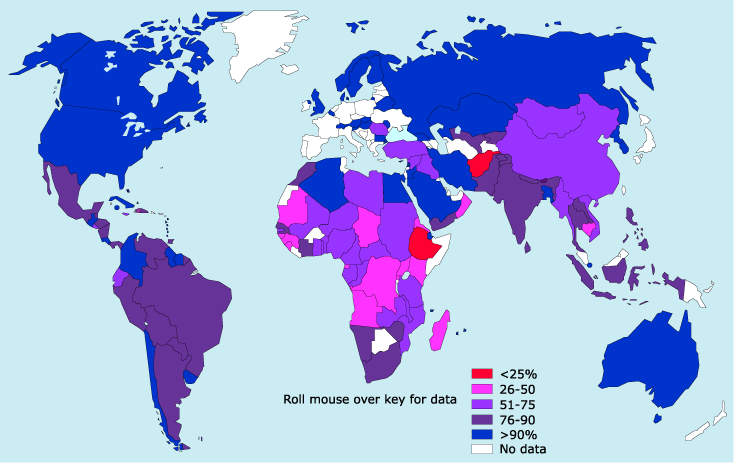 Roll mouse over key for data
<25%
26-50
51-75
76-90
>90%
No data